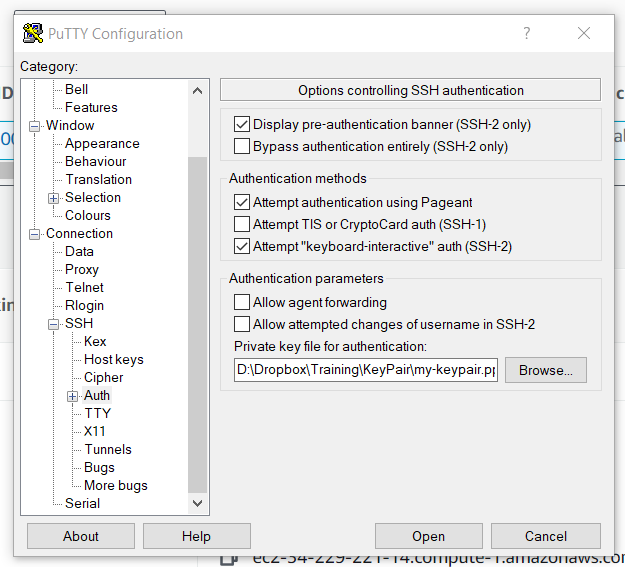 PuTTY Configuration
?
Category:
Bell
Features
Window
Appearance
Behaviour
Translation
Selection
Colours
Connection
Data
Proxy
Telnet
Rlogin
SSH
Kex
Host keys
Cipher
Auth
TTY
X11
Tunnels
Bugs
More bugs
Serial
Options controlling SSH authentication
Display pre-authentication banner (SSH-2 only)
Bypass authentication entirely (SSH-2 only)
Authentication methods
Attempt authentication using Pageant
Attempt TIS or CryptoCard auth (SSH-1)
Attempt "keyboard-interactive" auth (SSH-2)
Authentication parameters
Allow agent forwarding
Allow attempted changes of username in SSH-2
Private key file for authentication:
D:\Dropbox\Training\KeyPair\my-keypair.pp
Browse...
About
Help
Open
Cancel
ec2-34-229-221-14.compute-1.amazonaws.com